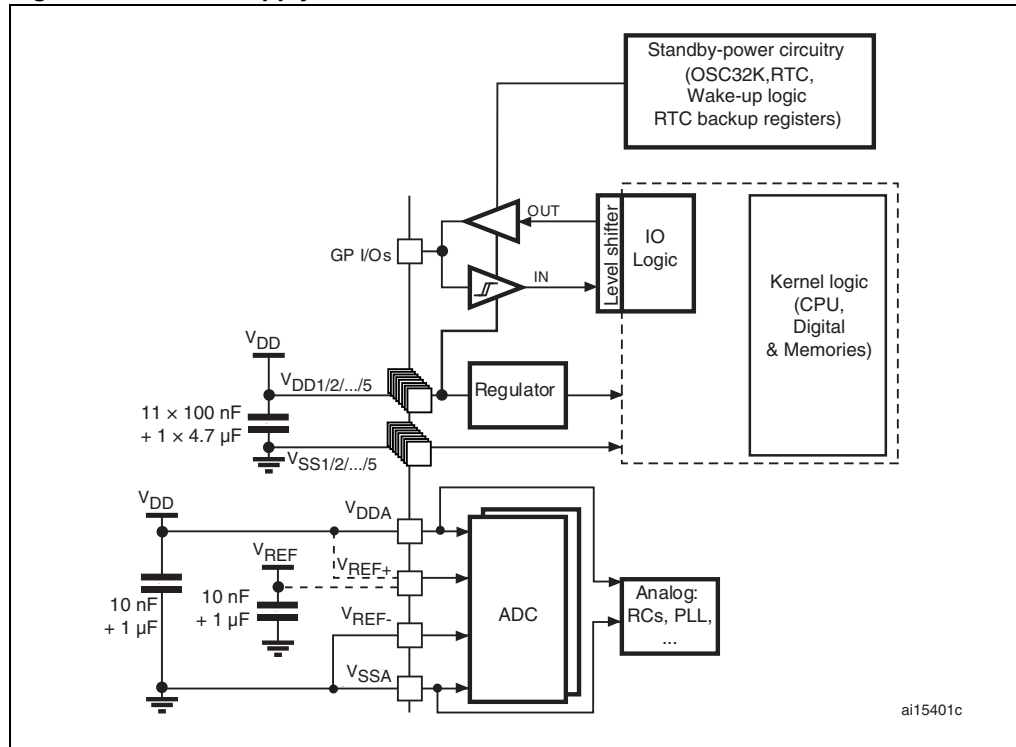 Standby-power circuitry
(OSC32K,RTC,
Wake-up logic
RTC backup registers)
OUT
GP I/Os
IN
Level shifter
IO
Logic
Kernel logic
(CPU,
Digital
& Memories)
VDD
VDD1/2/.../5
Regulator
11 × 100 nF
+ 1 × 4.7 µF
VSS1/2/.../5
VDD
VDDA
VREF
VREF+
10 nF
+ 1 µF
10 nF
+ 1 µF
VREF-
ADC
Analog:
RCs, PLL,
...
VSSA
ai15401c